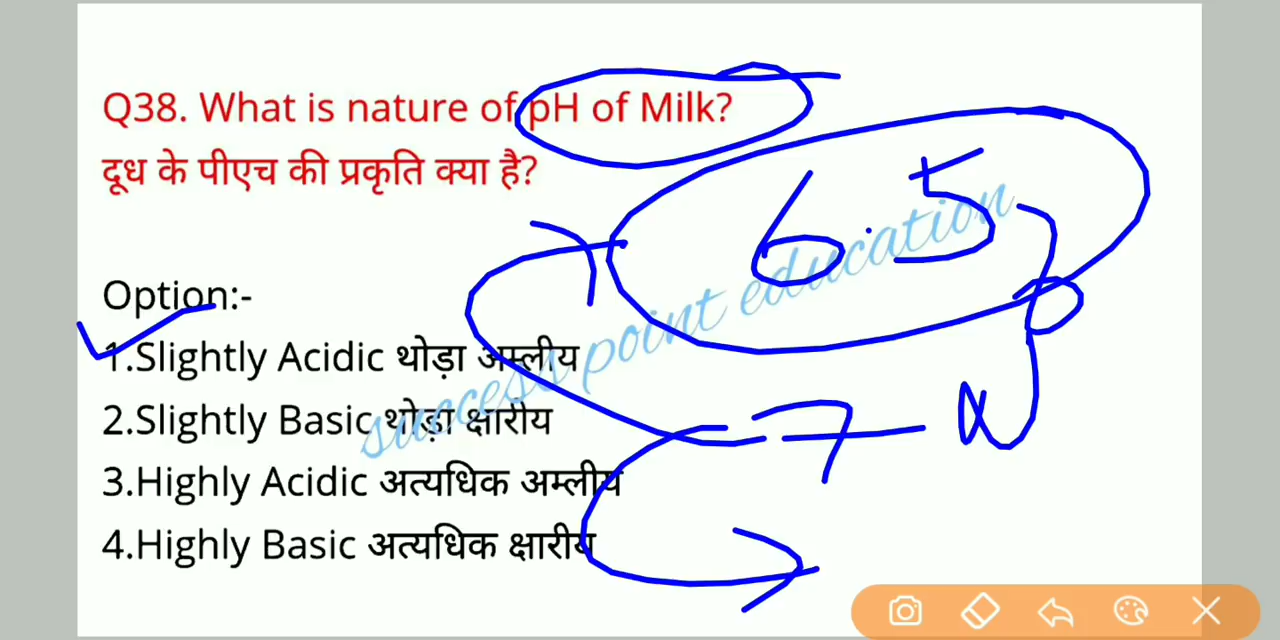 Q38. What is nature of pH of Milk?
दूध के पीएच की प्रकृति क्या है?
6.5
Option:-
1.Slightly Acidic थोड़ा अम्लीय
2.Slightly Basic थोड़ा क्षारीय
3.Highly Acidic अत्यधिक अम्लीय
4.Highly Basic अत्यधिक क्षारीय
7
success point education